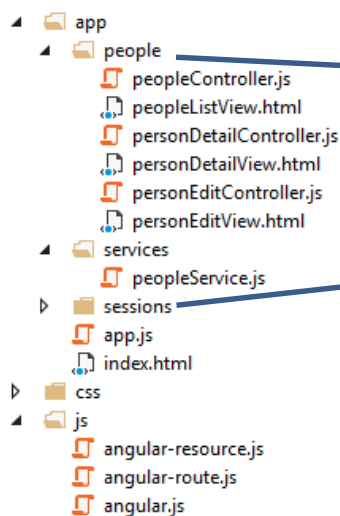 app
people
peopleController.js
peopleListView.html
personDetailController.js
personDetailView.html
personEditController.js
personEditView.html
services
peopleService.js
sessions
app.js
index.html
css
js
angular-resource.js
angular-route.js
angular.js